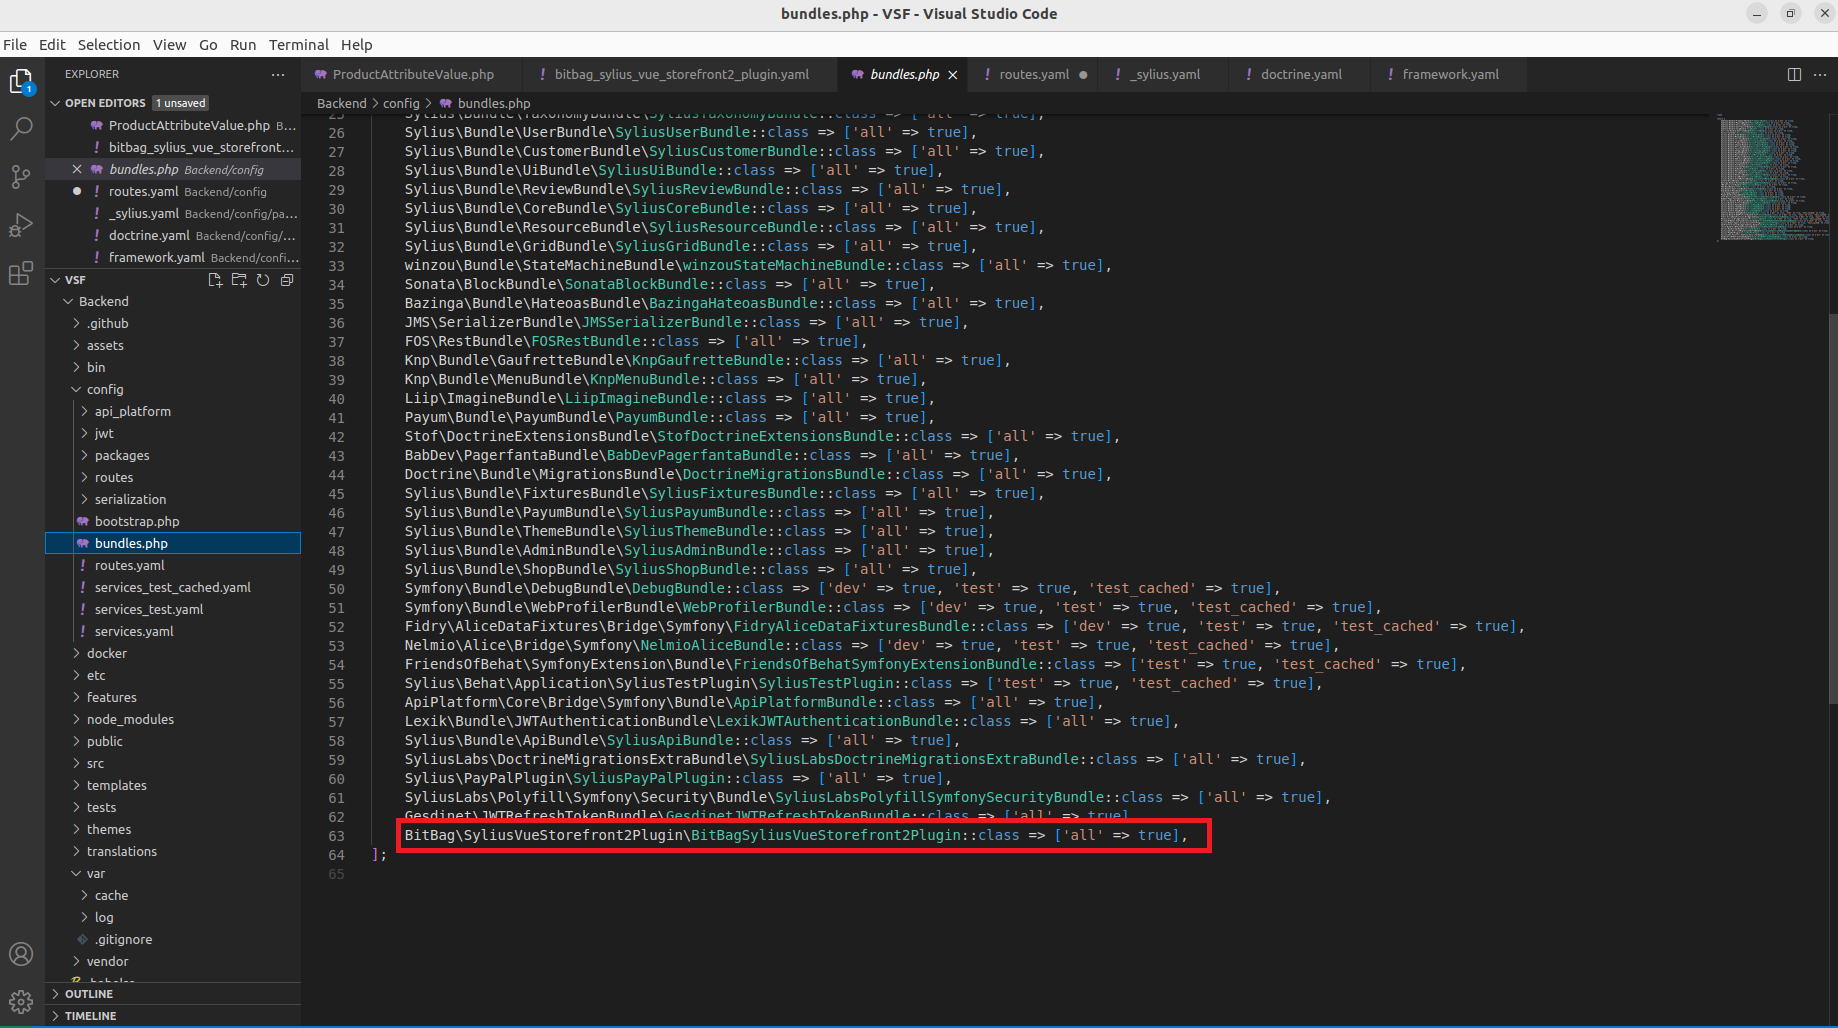 bundles.php - VSF - Visual Studio Code
File Edit Selection View Go Run Terminal Help
EXPLORER
ProductAttributeValue.php
bitbag_sylius_vue_storefront2_plugin.yaml
bundles.php
routes.yaml
_sylius.yaml
doctrine.yaml
framework.yaml
OPEN EDITORS 1 unsaved
ProductAttributeValue.php B...
bitbag_sylius_vue_storefront...
bundles.php Backend/config
routes.yaml Backend/config
_sylius.yaml Backend/config/pa...
doctrine.yaml Backend/config/...
framework.yaml Backend/confi...
VSF
Backend
.github
assets
bin
config
api_platform
jwt
packages
routes
serialization
bootstrap.php
bundles.php
routes.yaml
services_test_cached.yaml
services_test.yaml
services.yaml
docker
etc
features
node_modules
public
src
templates
tests
themes
translations
var
cache
log
.gitignore
vendor
OUTLINE
TIMELINE
1
Backend > config > bundles.php
25 Sylius\Bundle\TaxonomyBundle\SyliusTaxonomyBundle::class => ['all' => true],
26 Sylius\Bundle\UserBundle\SyliusUserBundle::class => ['all' => true],
27 Sylius\Bundle\CustomerBundle\SyliusCustomerBundle::class => ['all' => true],
28 Sylius\Bundle\UiBundle\SyliusUiBundle::class => ['all' => true],
29 Sylius\Bundle\ReviewBundle\SyliusReviewBundle::class => ['all' => true],
30 Sylius\Bundle\CoreBundle\SyliusCoreBundle::class => ['all' => true],
31 Sylius\Bundle\ResourceBundle\SyliusResourceBundle::class => ['all' => true],
32 Sylius\Bundle\GridBundle\SyliusGridBundle::class => ['all' => true],
33 winzou\Bundle\StateMachineBundle\winzouStateMachineBundle::class => ['all' => true],
34 Sonata\BlockBundle\SonataBlockBundle::class => ['all' => true],
35 Bazinga\Bundle\HateoasBundle\BazingaHateoasBundle::class => ['all' => true],
36 JMS\SerializerBundle\JMSSerializerBundle::class => ['all' => true],
37 FOS\RestBundle\FOSRestBundle::class => ['all' => true],
38 Knp\Bundle\GaufretteBundle\KnpGaufretteBundle::class => ['all' => true],
39 Knp\Bundle\MenuBundle\KnpMenuBundle::class => ['all' => true],
40 Liip\ImagineBundle\LiipImagineBundle::class => ['all' => true],
41 Payum\Bundle\PayumBundle\PayumBundle::class => ['all' => true],
42 Stof\DoctrineExtensionsBundle\StofDoctrineExtensionsBundle::class => ['all' => true],
43 BabDev\PagerfantaBundle\BabDevPagerfantaBundle::class => ['all' => true],
44 Doctrine\Bundle\MigrationsBundle\DoctrineMigrationsBundle::class => ['all' => true],
45 Sylius\Bundle\FixturesBundle\SyliusFixturesBundle::class => ['all' => true],
46 Sylius\Bundle\PayumBundle\SyliusPayumBundle::class => ['all' => true],
47 Sylius\Bundle\ThemeBundle\SyliusThemeBundle::class => ['all' => true],
48 Sylius\Bundle\AdminBundle\SyliusAdminBundle::class => ['all' => true],
49 Sylius\Bundle\ShopBundle\SyliusShopBundle::class => ['all' => true],
50 Symfony\Bundle\DebugBundle\DebugBundle::class => ['dev' => true, 'test' => true, 'test_cached' => true],
51 Symfony\Bundle\WebProfilerBundle\WebProfilerBundle::class => ['dev' => true, 'test' => true, 'test_cached' => true],
52 Fidry\AliceDataFixtures\Bridge\Symfony\FidryAliceDataFixturesBundle::class => ['dev' => true, 'test' => true, 'test_cached' => true],
53 Nelmio\Alice\Bridge\Symfony\NelmioAliceBundle::class => ['dev' => true, 'test' => true, 'test_cached' => true],
54 FriendsOfBehat\SymfonyExtension\Bundle\FriendsOfBehatSymfonyExtensionBundle::class => ['test' => true, 'test_cached' => true],
55 Sylius\Behat\Application\SyliusTestPlugin\SyliusTestPlugin::class => ['test' => true, 'test_cached' => true],
56 ApiPlatform\Core\Bridge\Symfony\Bundle\ApiPlatformBundle::class => ['all' => true],
57 Lexik\Bundle\JWTAuthenticationBundle\LexikJWTAuthenticationBundle::class => ['all' => true],
58 Sylius\Bundle\ApiBundle\SyliusApiBundle::class => ['all' => true],
59 SyliusLabs\DoctrineMigrationsExtraBundle\SyliusLabsDoctrineMigrationsExtraBundle::class => ['all' => true],
60 Sylius\PayPalPlugin\SyliusPayPalPlugin::class => ['all' => true],
61 SyliusLabs\Polyfill\Symfony\Security\Bundle\SyliusLabsPolyfillSymfonySecurityBundle::class => ['all' => true],
62 Gesdinet\JWTRefreshTokenBundle\GesdinetJWTRefreshTokenBundle::class => ['all' => true]
63 BitBag\SyliusVueStorefront2Plugin\BitBagSyliusVueStorefront2Plugin::class => ['all' => true],
64 ];
65